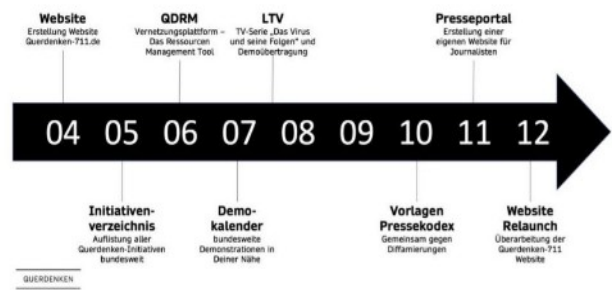 Website
Erstellung Website
Querdenken-711.de
QDRM
Vernetzungsplattform –
Das Ressourcen
Management Tool
LTV
TV-Serie „Das Virus
und seine Folgen“ und
Demoübertragung
Presseportal
Erstellung einer
eigenen Website für
Journalisten
04 05 06 07 08 09 10 11 12
Initiativen-
verzeichnis
Auflistung aller
Querdenken-Initiativen
bundesweit
Demo-
kalender
bundesweite
Demonstrationen in
Deiner Nähe
Vorlagen
Pressekodex
Gemeinsam gegen
Diffamierungen
Website
Relaunch
Überarbeitung der
Querdenken-711
Website
QUERDENKEN